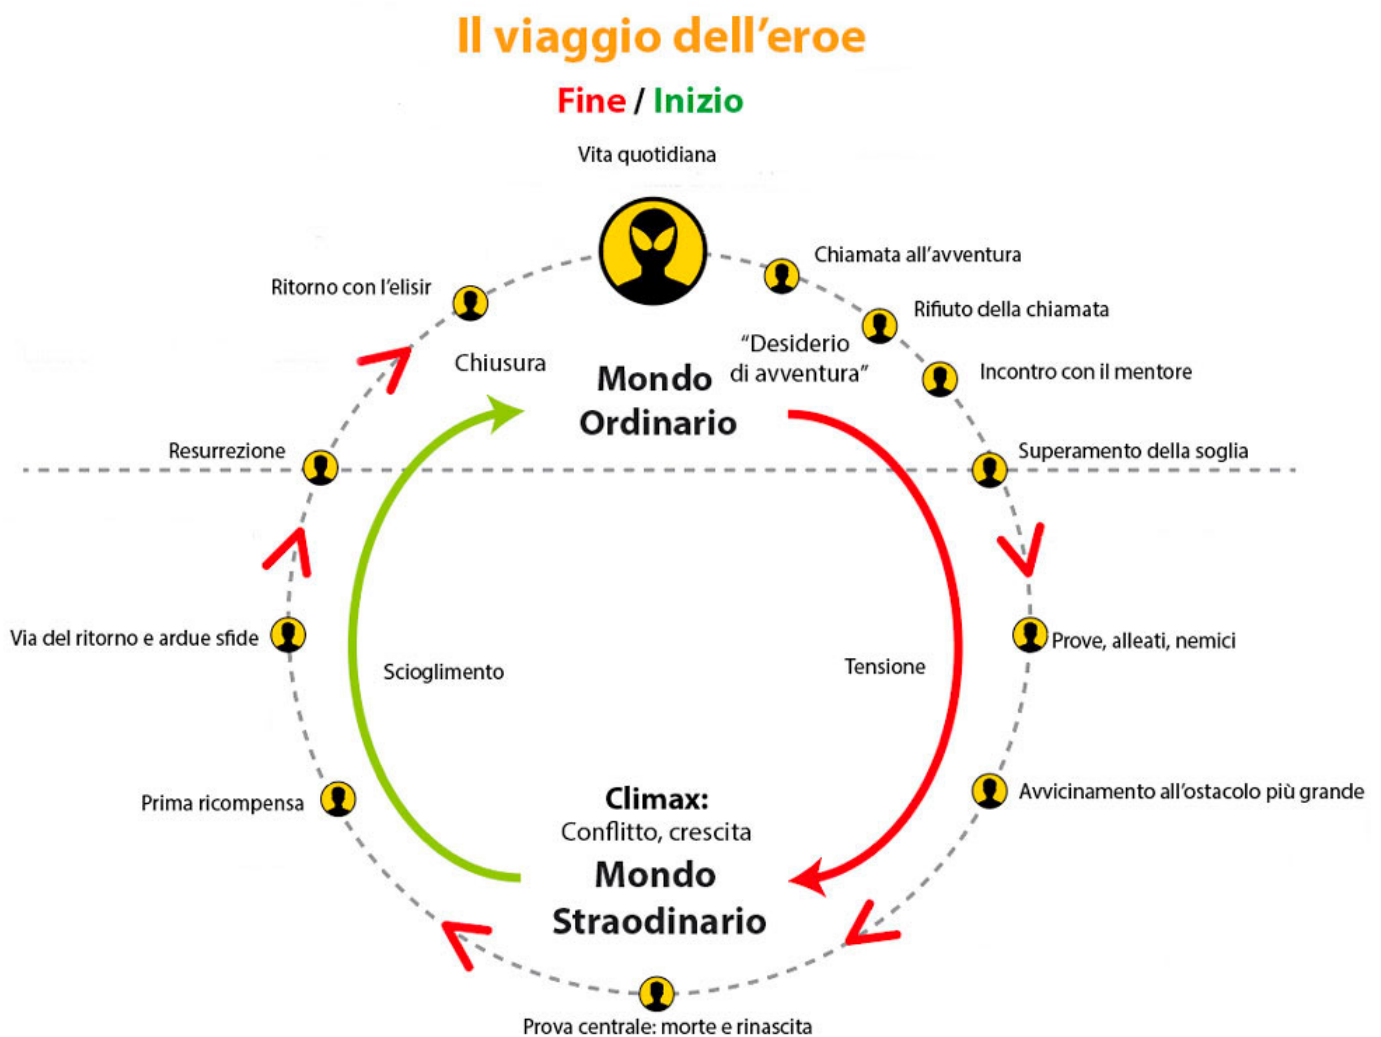 Il viaggio dell'eroe
Fine / Inizio
Vita quotidiana
Chiamata all'avventura
Rifiuto della chiamata
Incontro con il mentore
Superamento della soglia
Prove, alleati, nemici
Avvicinamento all'ostacolo più grande
Prova centrale: morte e rinascita
Prima ricompensa
Via del ritorno e ardue sfide
Resurrezione
Ritorno con l'elisir
Chiusura
Mondo
Ordinario
"Desiderio
di avventura"
Tensione
Scioglimento
Climax:
Conflitto, crescita
Mondo
Straodinario